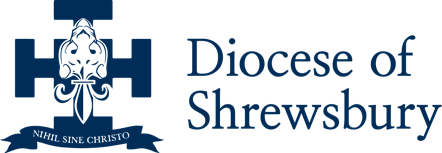 Diocese of
Shrewsbury
NIHIL SINE CHRISTO